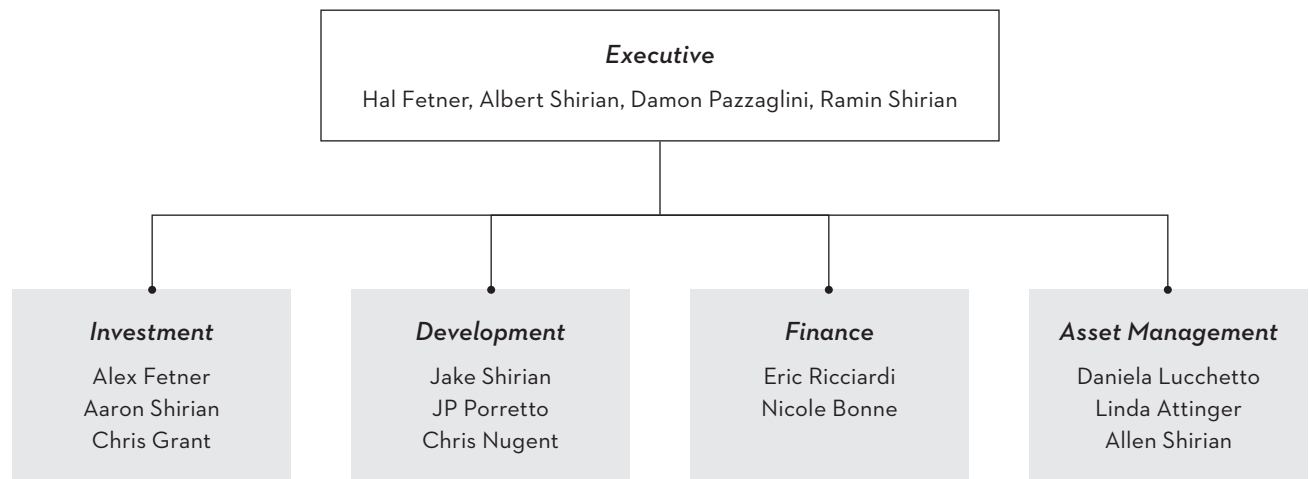 Executive
Hal Fetner, Albert Shirian, Damon Pazzaglini, Ramin Shirian
Investment
Alex Fetner
Aaron Shirian
Chris Grant
Development
Jake Shirian
JP Porretto
Chris Nugent
Finance
Eric Ricciardi
Nicole Bonne
Asset Management
Daniela Lucchetto
Linda Attinger
Allen Shirian